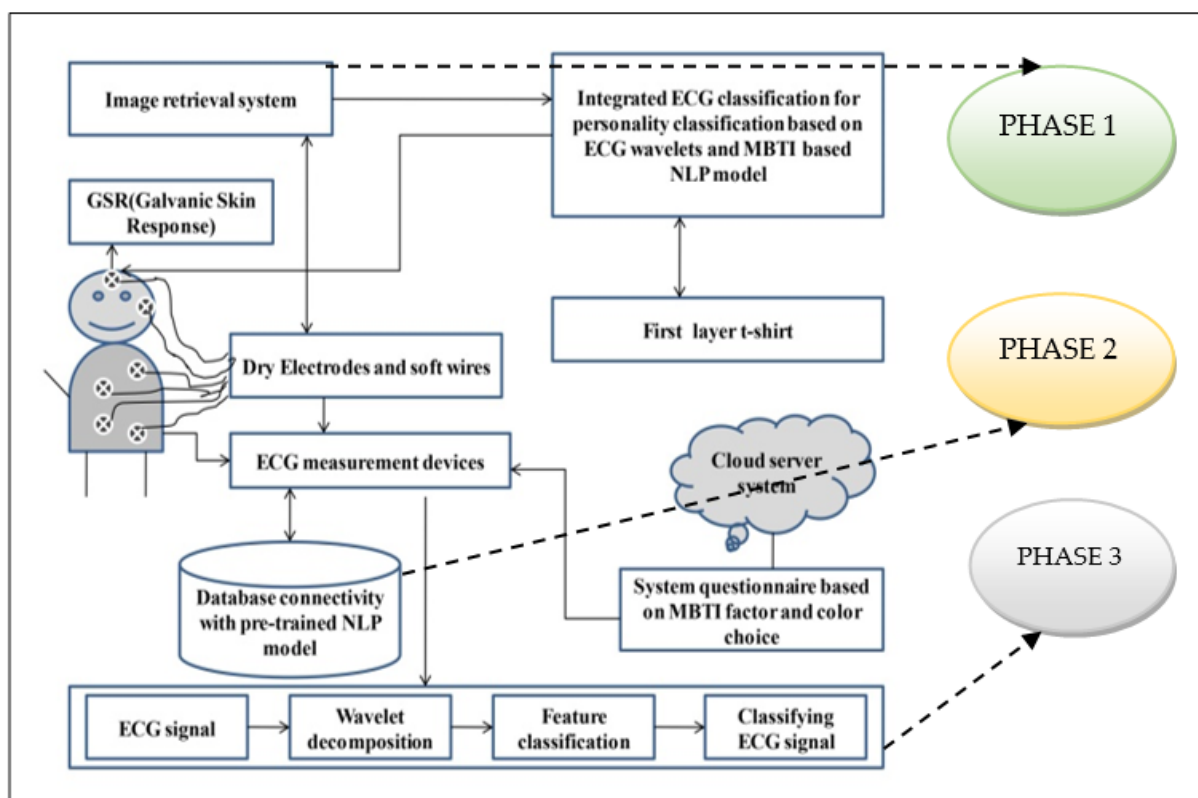 Image retrieval system
Integrated ECG classification for
personality classification based on
ECG wavelets and MBTI based
NLP model
PHASE 1
GSR(Galvanic Skin
Response)
First layer t-shirt
PHASE 2
Dry Electrodes and soft wires
ECG measurement devices
Cloud server
system
PHASE 3
Database connectivity
with pre-trained NLP
model
System questionnaire based
on MBTI factor and color
choice
ECG signal
Wavelet
decomposition
Feature
classification
Classifying
ECG signal